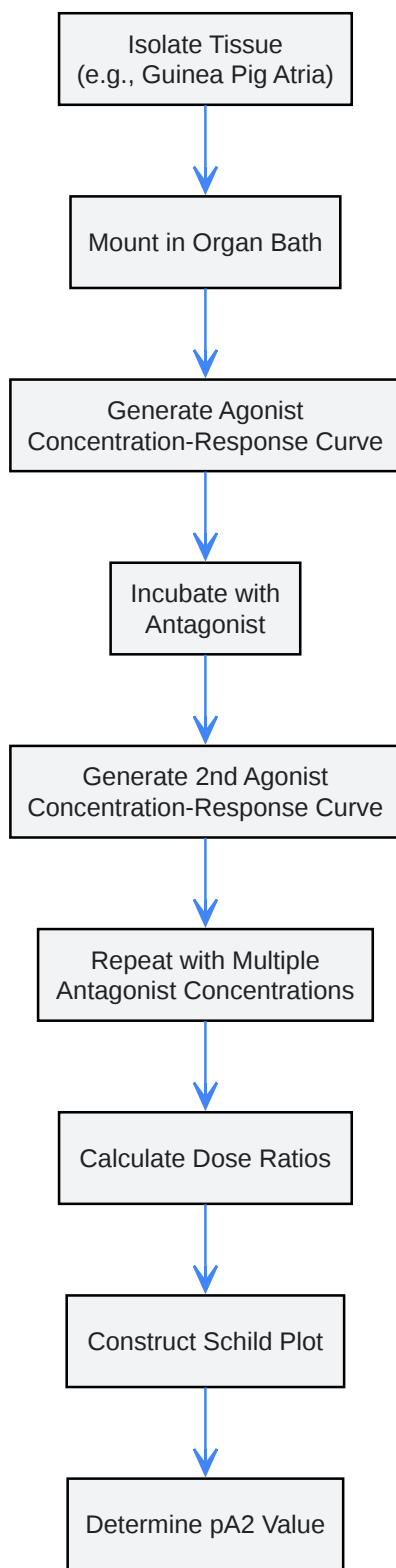 Isolate Tissue
(e.g., Guinea Pig Atria)
Mount in Organ Bath
Generate Agonist
Concentration-Response Curve
Incubate with
Antagonist
Generate 2nd Agonist
Concentration-Response Curve
Repeat with Multiple
Antagonist Concentrations
Calculate Dose Ratios
Construct Schild Plot
Determine pA2 Value